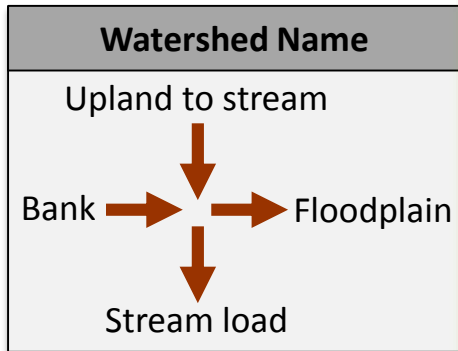 Watershed Name
Upland to stream
Bank
Floodplain
Stream load